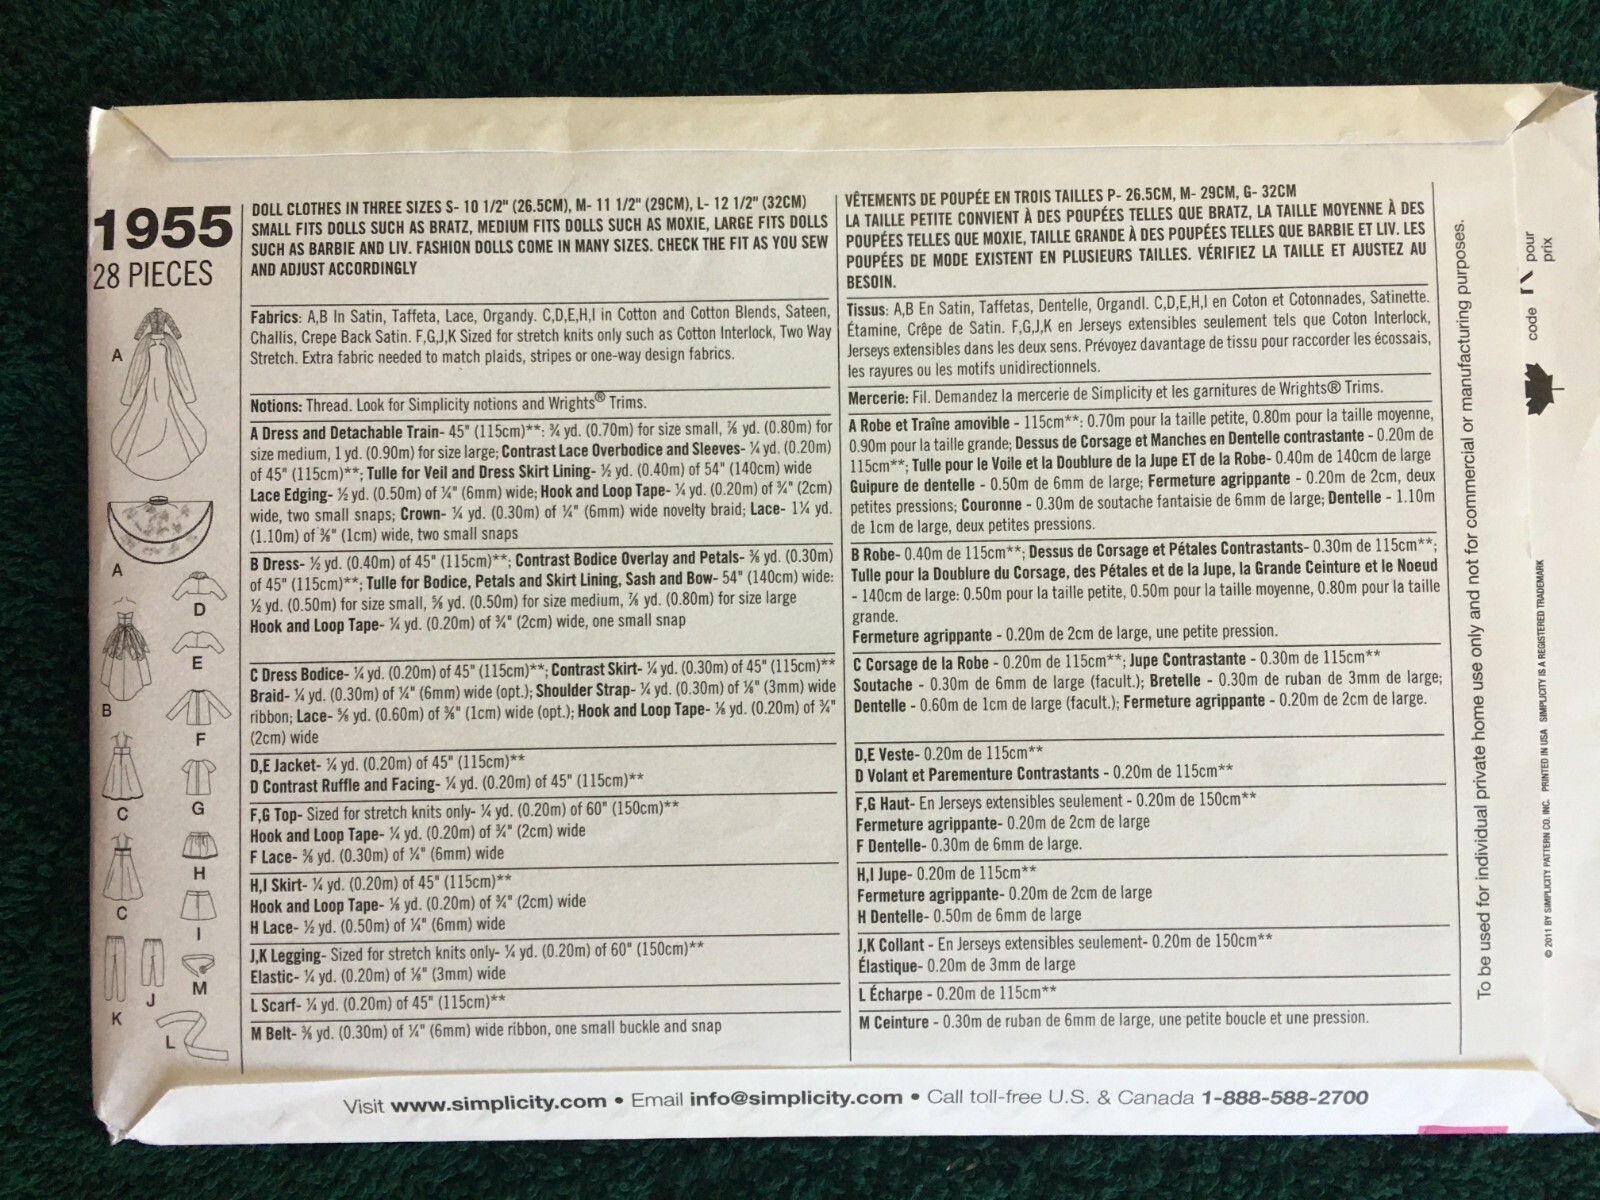 1955
28 PIECES
A
A
D
E
B
F
C
G
H
C
I
J
M
K
L
DOLL CLOTHES IN THREE SIZES S- 10 1/2" (26.5CM), M- 11 1/2" (29CM), L- 12 1/2" (32CM)
SMALL FITS DOLLS SUCH AS BRATZ, MEDIUM FITS DOLLS SUCH AS MOXIE, LARGE FITS DOLLS
SUCH AS BARBIE AND LIV. FASHION DOLLS COME IN MANY SIZES. CHECK THE FIT AS YOU SEW
AND ADJUST ACCORDINGLY
Fabrics: A,B In Satin, Taffeta, Lace, Organdy. C,D,E,H,I in Cotton and Cotton Blends, Sateen,
Challis, Crepe Back Satin. F,G,J,K Sized for stretch knits only such as Cotton Interlock, Two Way
Stretch. Extra fabric needed to match plaids, stripes or one-way design fabrics.
Notions: Thread. Look for Simplicity notions and Wrights® Trims.
A Dress and Detachable Train- 45" (115cm)**: ¾ yd. (0.70m) for size small, ⅞ yd. (0.80m) for
size medium, 1 yd. (0.90m) for size large; Contrast Lace Overbodice and Sleeves- ¼ yd. (0.20m)
of 45" (115cm)**; Tulle for Veil and Dress Skirt Lining- ½ yd. (0.40m) of 54" (140cm) wide
Lace Edging- ½ yd. (0.50m) of ¼" (6mm) wide; Hook and Loop Tape- ¼ yd. (0.20m) of ¾" (2cm)
wide, two small snaps; Crown- ¼ yd. (0.30m) of ¼" (6mm) wide novelty braid; Lace- 1¼ yd.
(1.10m) of ⅜" (1cm) wide, two small snaps
B Dress- ½ yd. (0.40m) of 45" (115cm)**; Contrast Bodice Overlay and Petals- ⅜ yd. (0.30m)
of 45" (115cm)**; Tulle for Bodice, Petals and Skirt Lining, Sash and Bow- 54" (140cm) wide:
½ yd. (0.50m) for size small, ⅝ yd. (0.50m) for size medium, ⅞ yd. (0.80m) for size large
Hook and Loop Tape- ¼ yd. (0.20m) of ¾" (2cm) wide, one small snap
C Dress Bodice- ¼ yd. (0.20m) of 45" (115cm)**; Contrast Skirt- ¼ yd. (0.30m) of 45" (115cm)**
Braid- ¼ yd. (0.30m) of ¼" (6mm) wide (opt.); Shoulder Strap- ¼ yd. (0.30m) of ⅛" (3mm) wide
ribbon; Lace- ⅝ yd. (0.60m) of ⅜" (1cm) wide (opt.); Hook and Loop Tape- ⅛ yd. (0.20m) of ¾"
(2cm) wide
D,E Jacket- ¼ yd. (0.20m) of 45" (115cm)**
D Contrast Ruffle and Facing- ¼ yd. (0.20m) of 45" (115cm)**
F,G Top- Sized for stretch knits only- ¼ yd. (0.20m) of 60" (150cm)**
Hook and Loop Tape- ¼ yd. (0.20m) of ¾" (2cm) wide
F Lace- ⅜ yd. (0.30m) of ¼" (6mm) wide
H,I Skirt- ¼ yd. (0.20m) of 45" (115cm)**
Hook and Loop Tape- ⅛ yd. (0.20m) of ¾" (2cm) wide
H Lace- ½ yd. (0.50m) of ¼" (6mm) wide
J,K Legging- Sized for stretch knits only- ¼ yd. (0.20m) of 60" (150cm)**
Elastic- ¼ yd. (0.20m) of ⅛" (3mm) wide
L Scarf- ¼ yd. (0.20m) of 45" (115cm)**
M Belt- ⅜ yd. (0.30m) of ¼" (6mm) wide ribbon, one small buckle and snap
VÊTEMENTS DE POUPÉE EN TROIS TAILLES P- 26.5CM, M- 29CM, G- 32CM
LA TAILLE PETITE CONVIENT À DES POUPÉES TELLES QUE BRATZ, LA TAILLE MOYENNE À DES
POUPÉES TELLES QUE MOXIE, TAILLE GRANDE À DES POUPÉES TELLES QUE BARBIE ET LIV. LES
POUPÉES DE MODE EXISTENT EN PLUSIEURS TAILLES. VÉRIFIEZ LA TAILLE ET AJUSTEZ AU
BESOIN.
Tissus: A,B En Satin, Taffetas, Dentelle, OrgandI. C,D,E,H,I en Coton et Cotonnades, Satinette.
Étamine, Crêpe de Satin. F,G,J,K en Jerseys extensibles seulement tels que Coton Interlock,
Jerseys extensibles dans les deux sens. Prévoyez davantage de tissu pour raccorder les écossais,
les rayures ou les motifs unidirectionnels.
Mercerie: Fil. Demandez la mercerie de Simplicity et les garnitures de Wrights® Trims.
A Robe et Traîne amovible - 115cm**: 0.70m pour la taille petite, 0.80m pour la taille moyenne,
0.90m pour la taille grande; Dessus de Corsage et Manches en Dentelle contrastante - 0.20m de
115cm**; Tulle pour le Voile et la Doublure de la Jupe ET de la Robe- 0.40m de 140cm de large
Guipure de dentelle - 0.50m de 6mm de large; Fermeture agrippante - 0.20m de 2cm, deux
petites pressions; Couronne - 0.30m de soutache fantaisie de 6mm de large; Dentelle - 1.10m
de 1cm de large, deux petites pressions.
B Robe- 0.40m de 115cm**; Dessus de Corsage et Pétales Contrastants- 0.30m de 115cm**;
Tulle pour la Doublure du Corsage, des Pétales et de la Jupe, la Grande Ceinture et le Noeud
- 140cm de large: 0.50m pour la taille petite, 0.50m pour la taille moyenne, 0.80m pour la taille
grande.
Fermeture agrippante - 0.20m de 2cm de large, une petite pression.
C Corsage de la Robe - 0.20m de 115cm**; Jupe Contrastante - 0.30m de 115cm**
Soutache - 0.30m de 6mm de large (facult.); Bretelle - 0.30m de ruban de 3mm de large;
Dentelle - 0.60m de 1cm de large (facult.); Fermeture agrippante - 0.20m de 2cm de large.
D,E Veste- 0.20m de 115cm**
D Volant et Parementure Contrastants - 0.20m de 115cm**
F,G Haut- En Jerseys extensibles seulement - 0.20m de 150cm**
Fermeture agrippante- 0.20m de 2cm de large
F Dentelle- 0.30m de 6mm de large.
H,I Jupe- 0.20m de 115cm**
Fermeture agrippante- 0.20m de 2cm de large
H Dentelle- 0.50m de 6mm de large
J,K Collant - En Jerseys extensibles seulement- 0.20m de 150cm**
Élastique- 0.20m de 3mm de large
L Écharpe - 0.20m de 115cm**
M Ceinture - 0.30m de ruban de 6mm de large, une petite boucle et une pression.
To be used for individual private home use only and not for commercial or manufacturing purposes.
code
pour
prix
© 2011 BY SIMPLICITY PATTERN CO. INC. PRINTED IN USA SIMPLICITY IS A REGISTERED TRADEMARK
Visit www.simplicity.com • Email info@simplicity.com • Call toll-free U.S. & Canada 1-888-588-2700